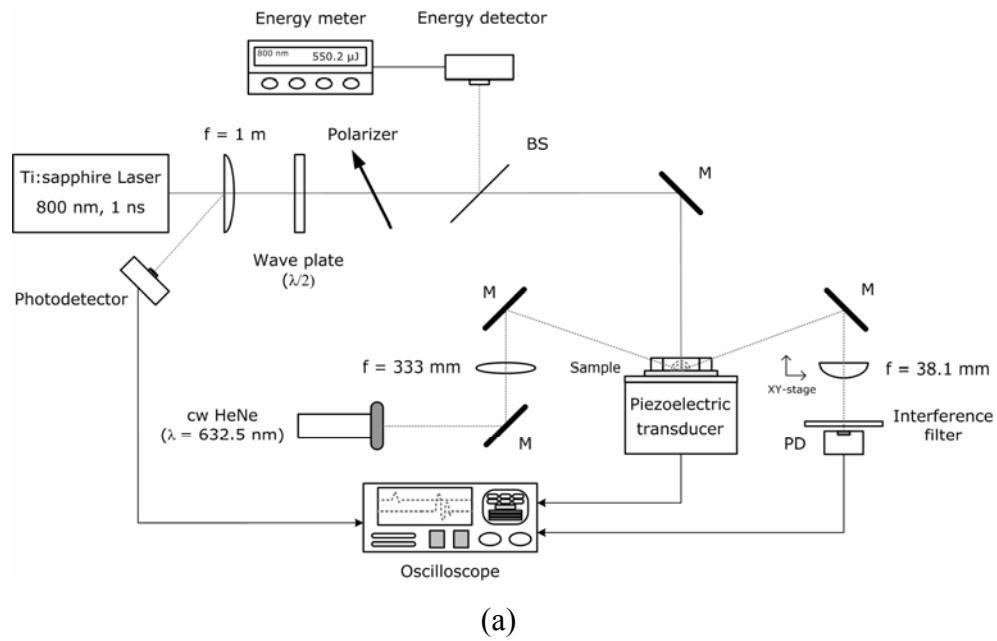 Energy meter
Energy detector
800 nm
550.2 μJ
f = 1 m
Polarizer
BS
M
Ti:sapphire Laser
800 nm, 1 ns
Wave plate
(λ/2)
Photodetector
M
M
f = 333 mm
Sample
XY-stage
f = 38.1 mm
cw HeNe
(λ = 632.5 nm)
M
Piezoelectric
transducer
PD
Interference
filter
Oscilloscope
(a)